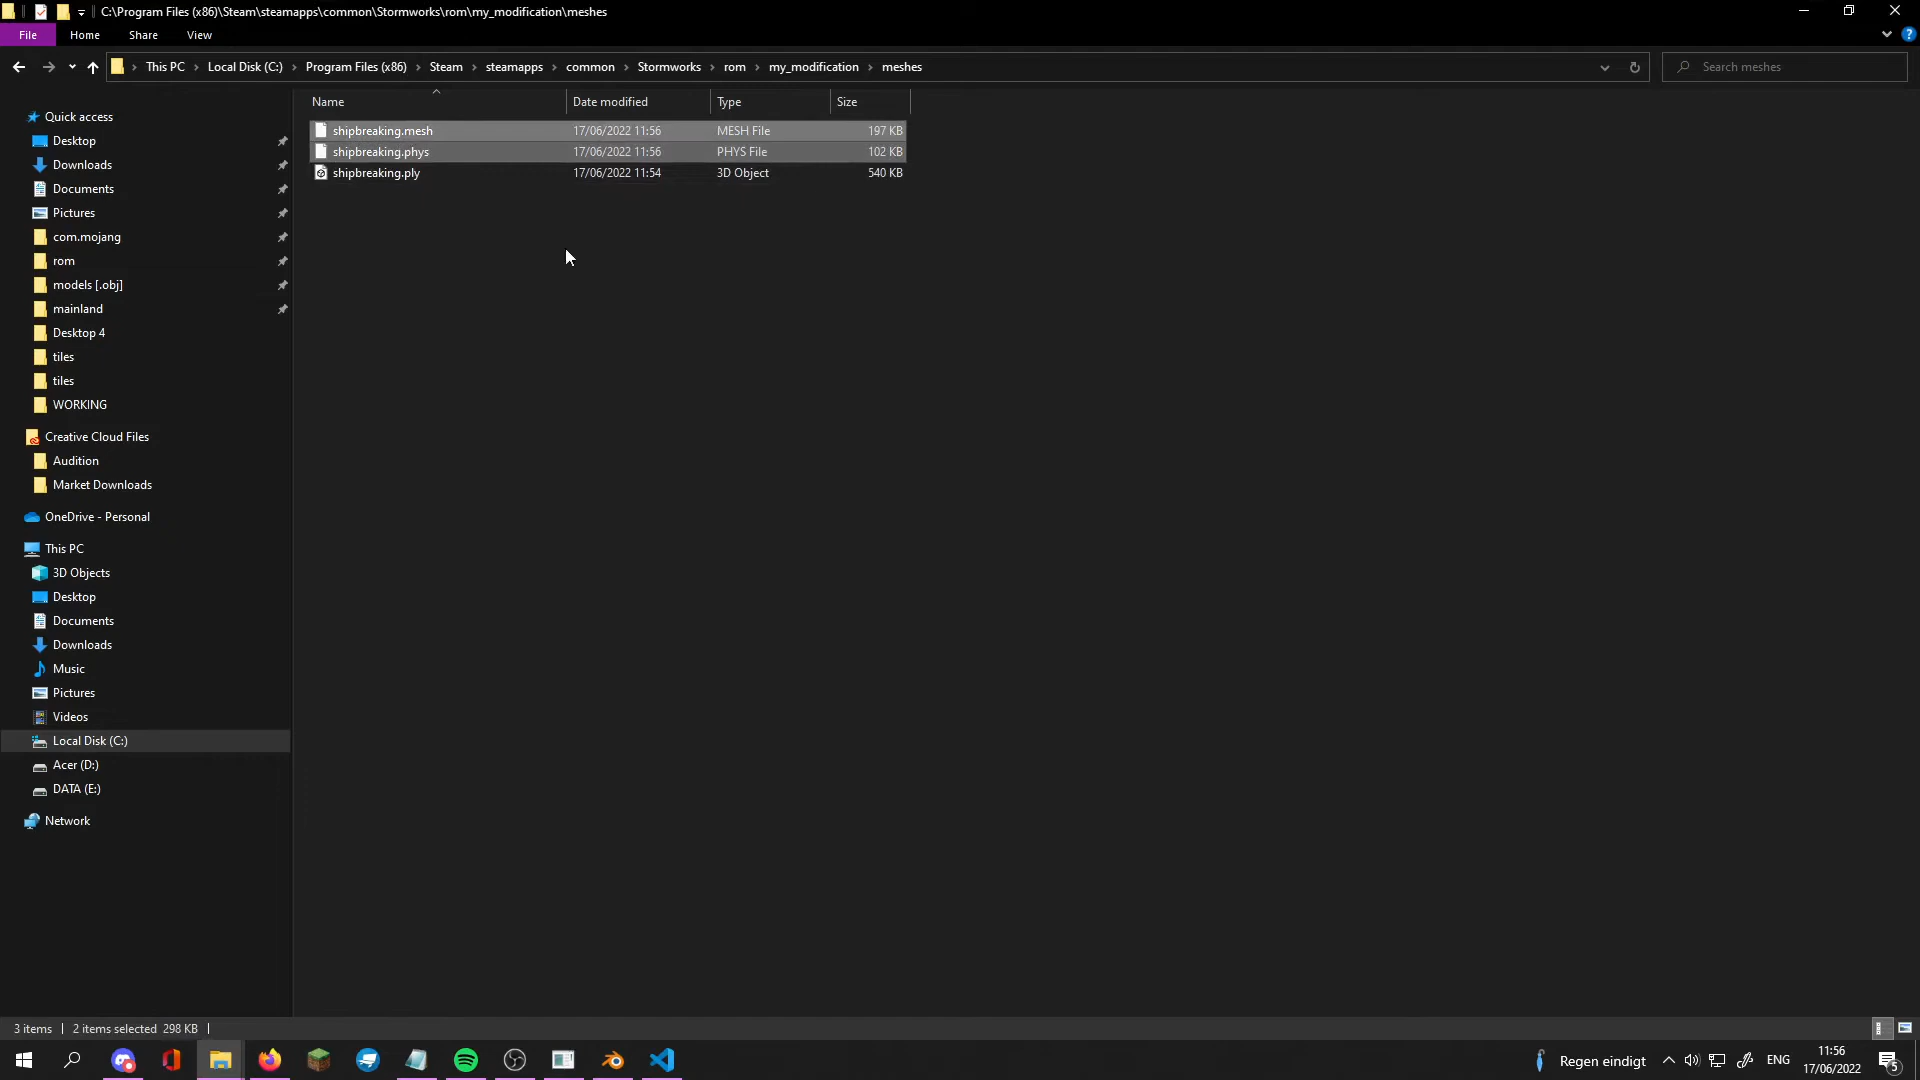 C:\Program Files (x86)\Steam\steamapps\common\Stormworks\rom\my_modification\meshes
File Home Share View
This PC Local Disk (C:) Program Files (x86) Steam steamapps common Stormworks rom my_modification meshes Search meshes
Name Date modified Type Size
shipbreaking.mesh 17/06/2022 11:56 MESH File 197 KB
shipbreaking.phys 17/06/2022 11:56 PHYS File 102 KB
shipbreaking.ply 17/06/2022 11:54 3D Object 540 KB
Quick access
Desktop
Downloads
Documents
Pictures
com.mojang
rom
models [.obj]
mainland
Desktop 4
tiles
tiles
WORKING
Creative Cloud Files
Audition
Market Downloads
OneDrive - Personal
This PC
3D Objects
Desktop
Documents
Downloads
Music
Pictures
Videos
Local Disk (C:)
Acer (D:)
DATA (E:)
Network
3 items 2 items selected 298 KB
Regen eindigt ENG 11:56
17/06/2022
5